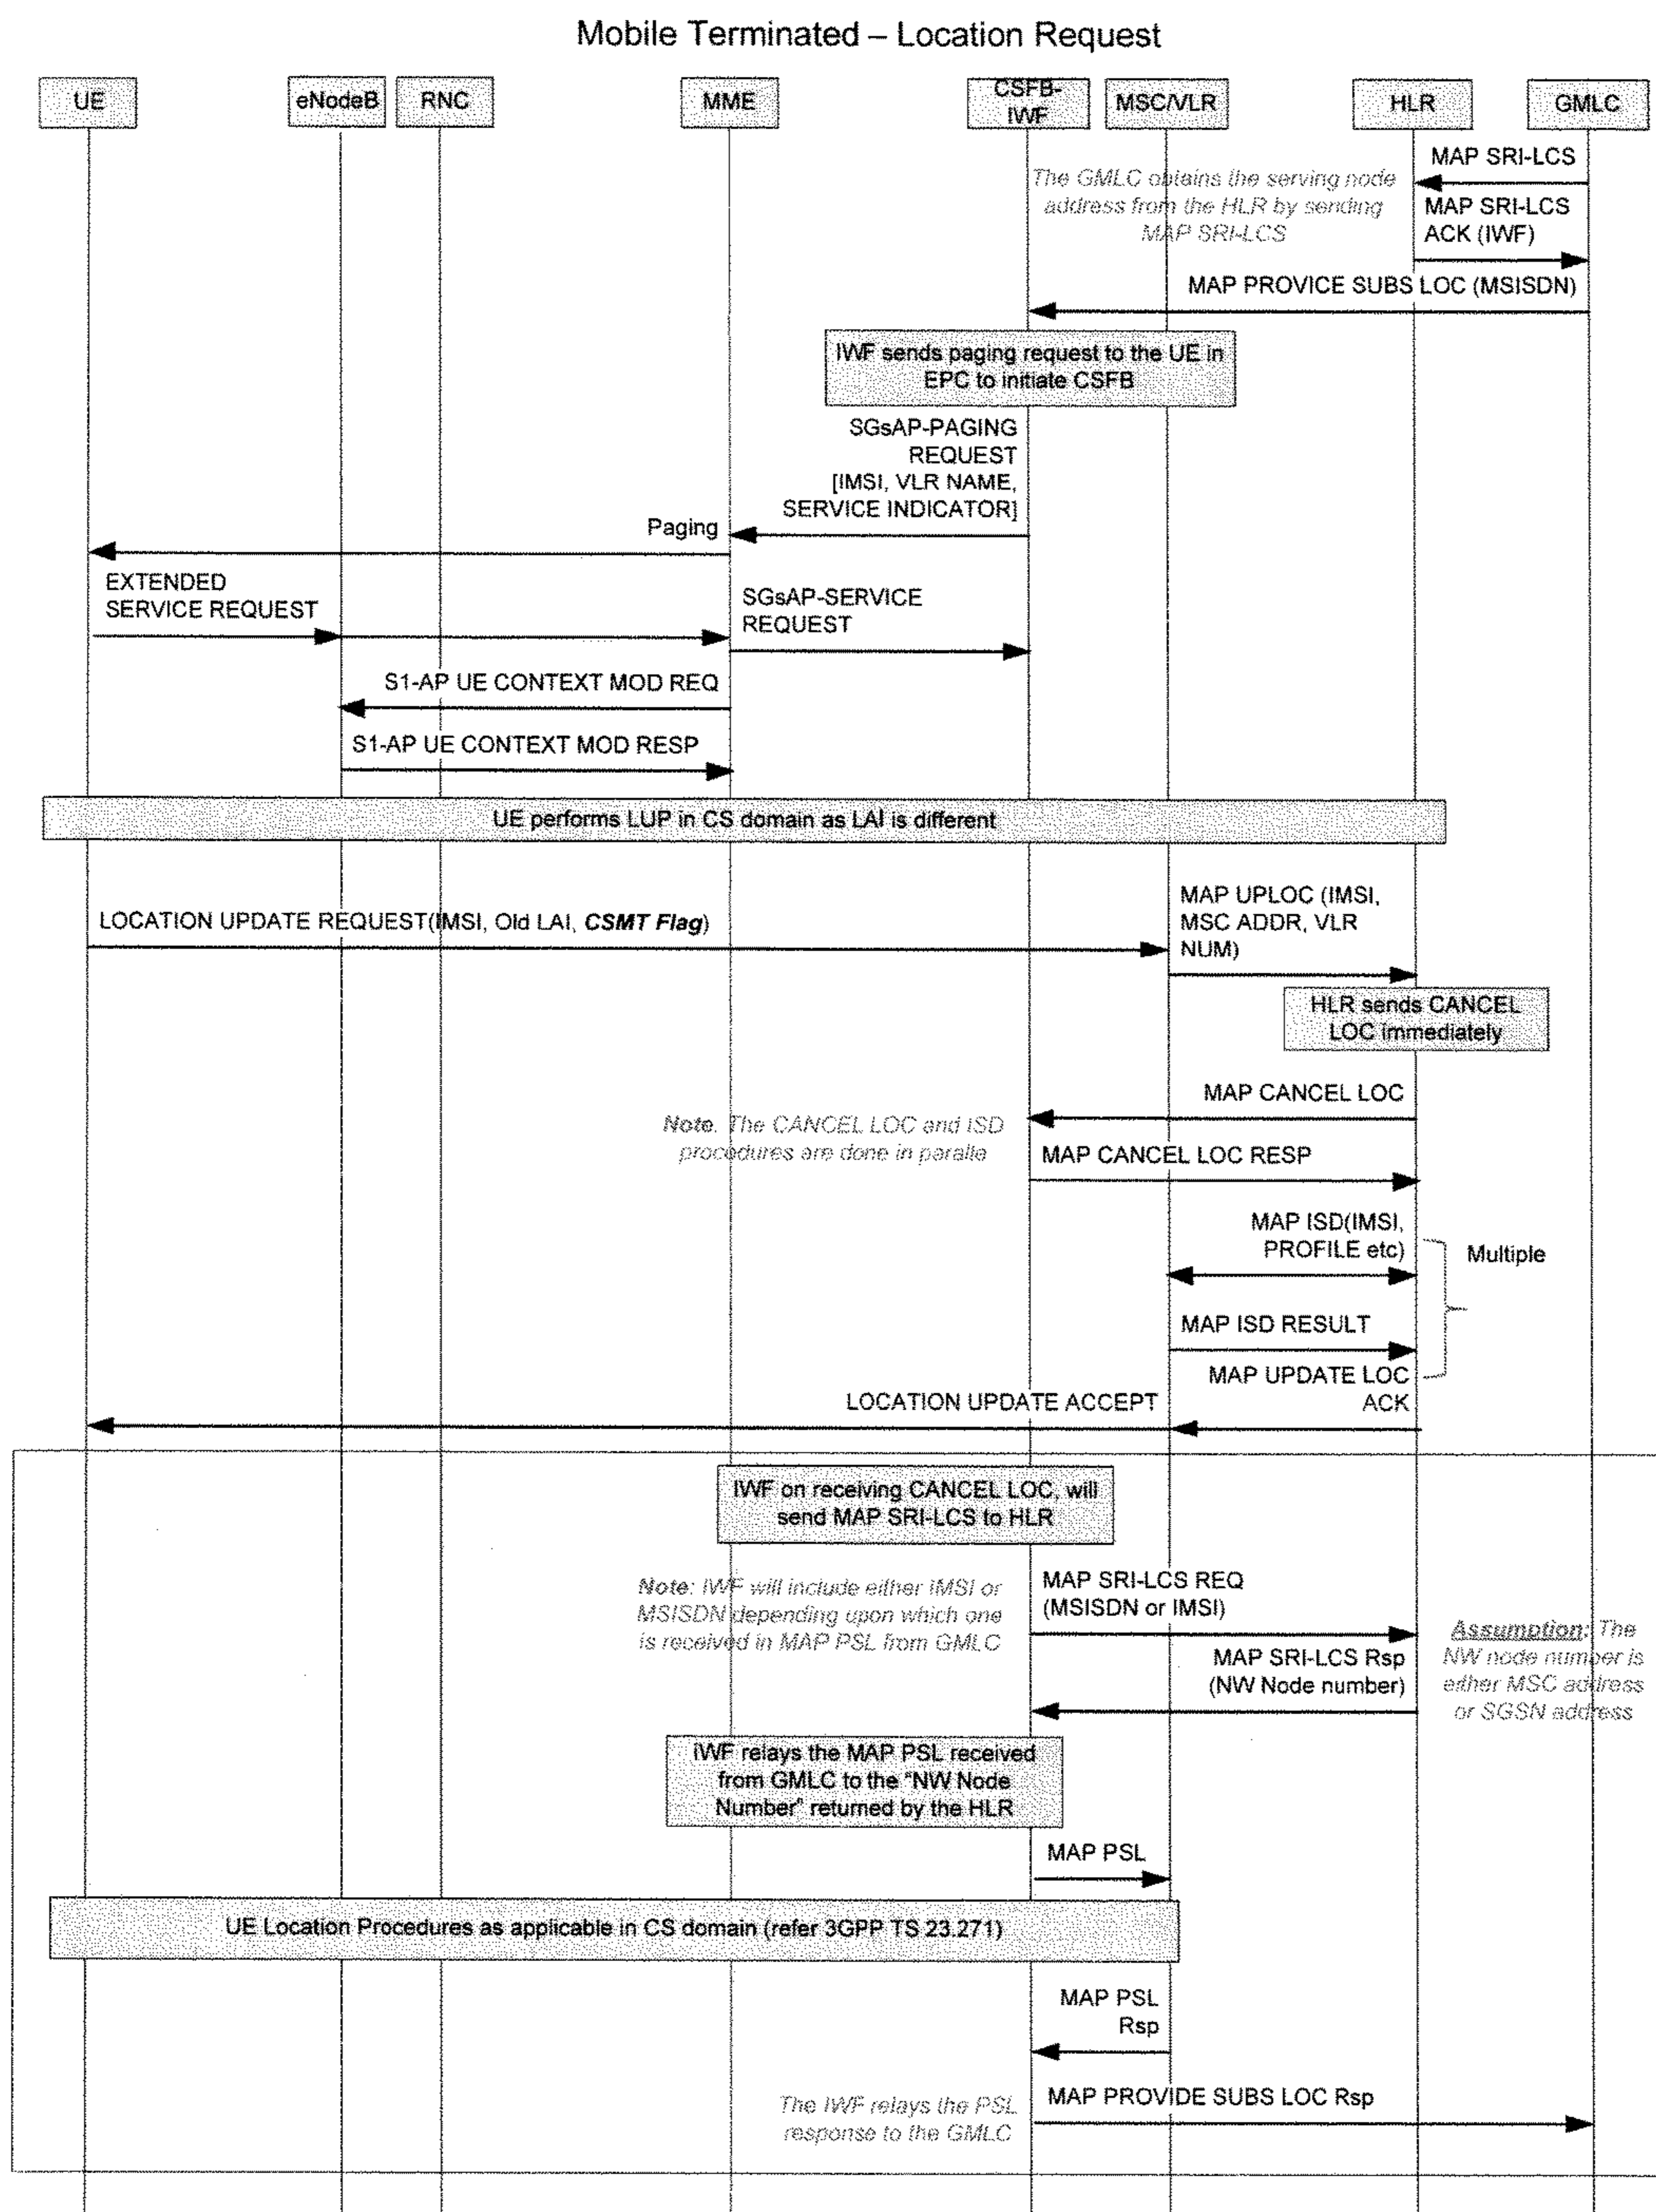 Mobile Terminated – Location Request
UE
eNodeB
RNC
MME
CSFB-
IWF
MSC/VLR
HLR
GMLC
MAP SRI-LCS
The GMLC obtains the serving node
address from the HLR by sending
MAP SRI-LCS
MAP SRI-LCS
ACK (IWF)
MAP PROVICE SUBS LOC (MSISDN)
IWF sends paging request to the UE in
EPC to initiate CSFB
SGsAP-PAGING
REQUEST
[IMSI, VLR NAME,
SERVICE INDICATOR]
Paging
EXTENDED
SERVICE REQUEST
SGsAP-SERVICE
REQUEST
S1-AP UE CONTEXT MOD REQ
S1-AP UE CONTEXT MOD RESP
UE performs LUP in CS domain as LAI is different
LOCATION UPDATE REQUEST(IMSI, Old LAI, CSMT Flag)
MAP UPLOC (IMSI,
MSC ADDR, VLR
NUM)
HLR sends CANCEL
LOC immediately
MAP CANCEL LOC
Note. The CANCEL LOC and ISD
procedures are done in paralle
MAP CANCEL LOC RESP
MAP ISD(IMSI,
PROFILE etc)
Multiple
MAP ISD RESULT
MAP UPDATE LOC
ACK
LOCATION UPDATE ACCEPT
IWF on receiving CANCEL LOC, will
send MAP SRI-LCS to HLR
Note: IWF will include either IMSI or
MSISDN depending upon which one
is received in MAP PSL from GMLC
MAP SRI-LCS REQ
(MSISDN or IMSI)
MAP SRI-LCS Rsp
(NW Node number)
Assumption: The
NW node number is
either MSC address
or SGSN address
IWF relays the MAP PSL received
from GMLC to the "NW Node
Number" returned by the HLR
MAP PSL
UE Location Procedures as applicable in CS domain (refer 3GPP TS 23.271)
MAP PSL
Rsp
The IWF relays the PSL
response to the GMLC
MAP PROVIDE SUBS LOC Rsp